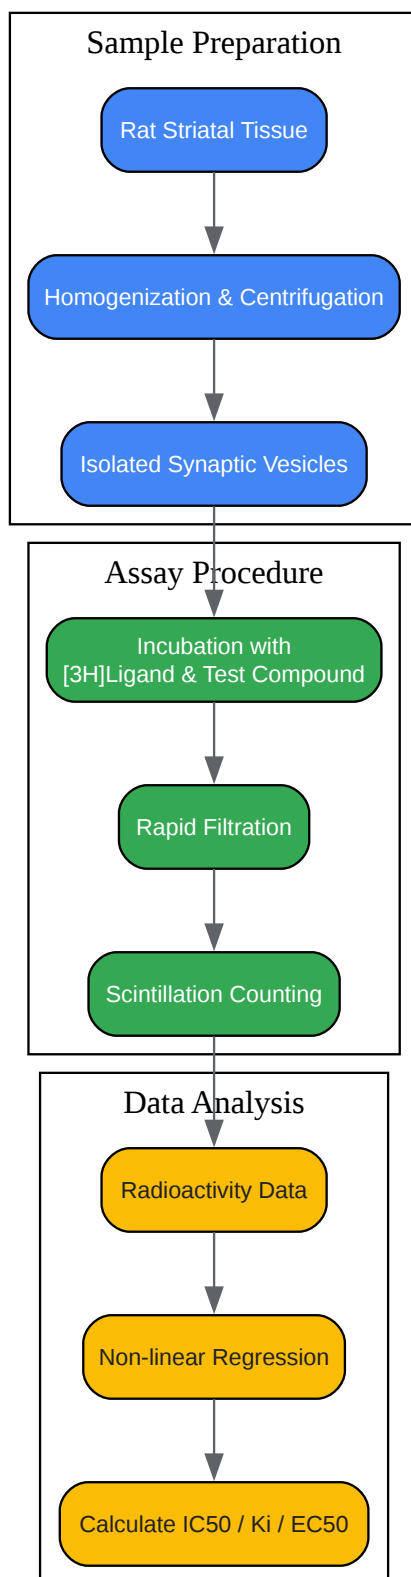 Sample Preparation
Rat Striatal Tissue
Homogenization & Centrifugation
Isolated Synaptic Vesicles
Assay Procedure
Incubation with
[3H]Ligand & Test Compound
Rapid Filtration
Scintillation Counting
Data Analysis
Radioactivity Data
Non-linear Regression
Calculate IC50 / Ki / EC50